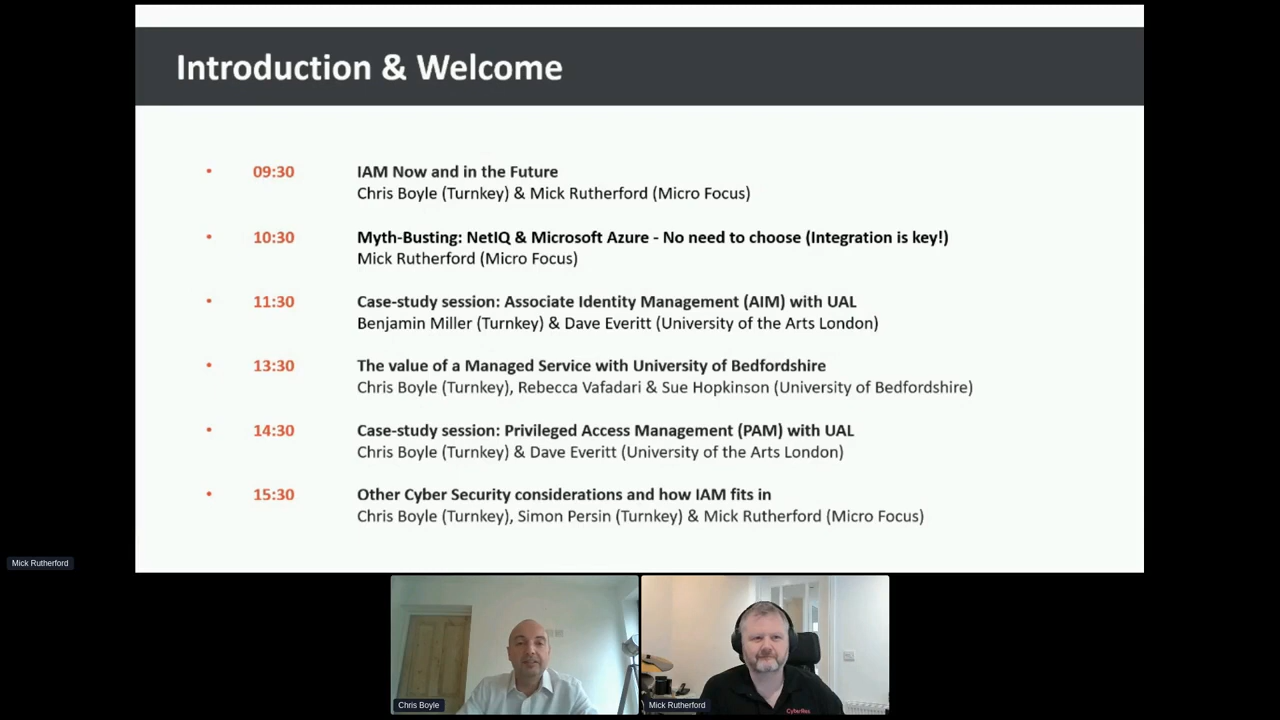 Introduction & Welcome
• 09:30 IAM Now and in the Future
Chris Boyle (Turnkey) & Mick Rutherford (Micro Focus)
• 10:30 Myth-Busting: NetIQ & Microsoft Azure - No need to choose (Integration is key!)
Mick Rutherford (Micro Focus)
• 11:30 Case-study session: Associate Identity Management (AIM) with UAL
Benjamin Miller (Turnkey) & Dave Everitt (University of the Arts London)
• 13:30 The value of a Managed Service with University of Bedfordshire
Chris Boyle (Turnkey), Rebecca Vafadari & Sue Hopkinson (University of Bedfordshire)
• 14:30 Case-study session: Privileged Access Management (PAM) with UAL
Chris Boyle (Turnkey) & Dave Everitt (University of the Arts London)
• 15:30 Other Cyber Security considerations and how IAM fits in
Chris Boyle (Turnkey), Simon Persin (Turnkey) & Mick Rutherford (Micro Focus)
Mick Rutherford
CyberRes
Chris Boyle
Mick Rutherford